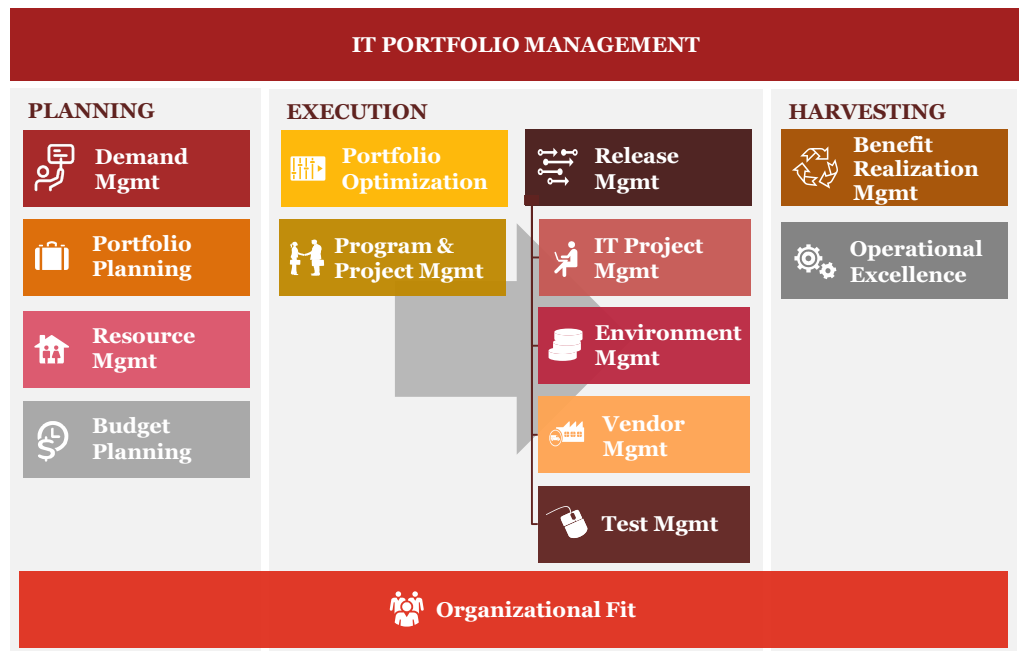 IT PORTFOLIO MANAGEMENT
PLANNING
Demand
Mgmt
Portfolio
Planning
Resource
Mgmt
Budget
Planning
EXECUTION
Portfolio
Optimization
Program &
Project Mgmt
Release
Mgmt
IT Project
Mgmt
Environment
Mgmt
Vendor
Mgmt
Test Mgmt
HARVESTING
Benefit
Realization
Mgmt
Operational
Excellence
Organizational Fit